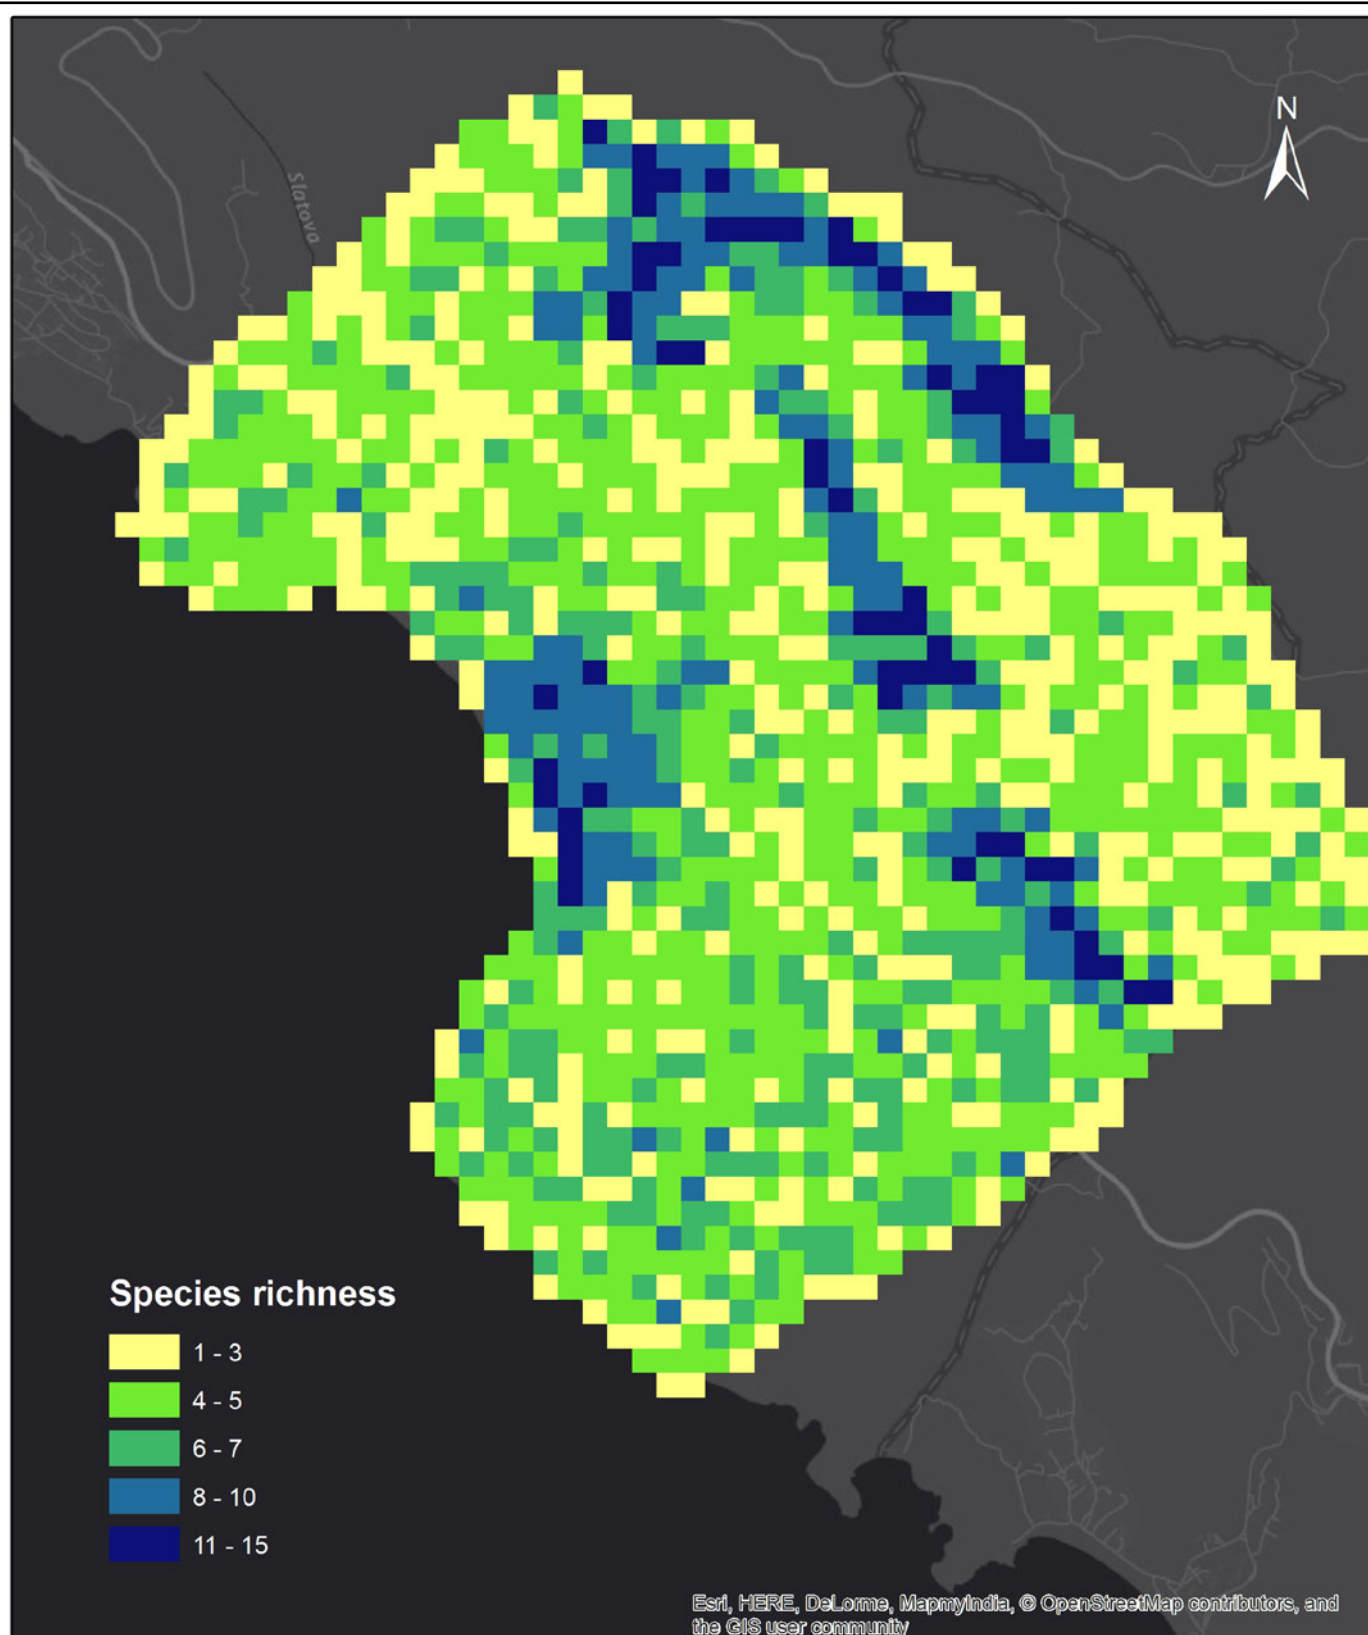 N
Slatova
Species richness
1 - 3
4 - 5
6 - 7
8 - 10
11 - 15
Esri, HERE, DeLorme, MapmyIndia, © OpenStreetMap contributors, and
the GIS user community